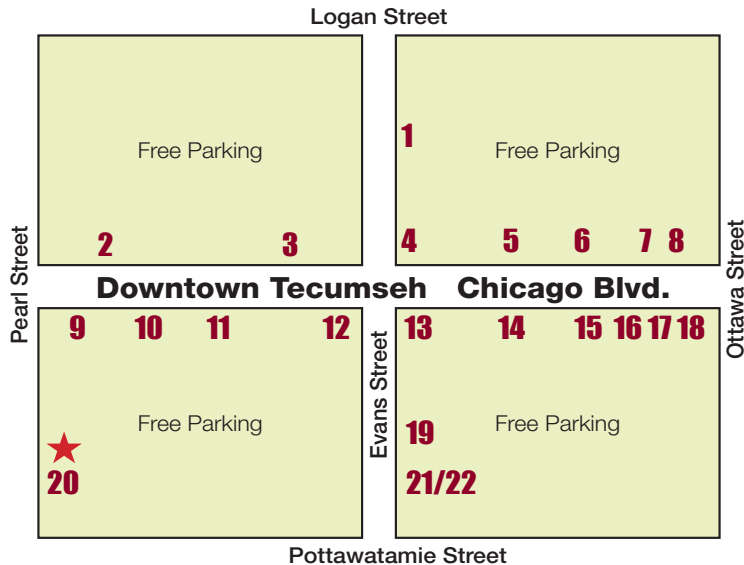 Logan Street
Free Parking
1
Free Parking
2
3
4
5
6
7
8
Pearl Street
Downtown Tecumseh Chicago Blvd.
Ottawa Street
9
10
11
12
Evans Street
13
14
15
16
17
18
Free Parking
19
Free Parking
20
21/22
Pottawatamie Street